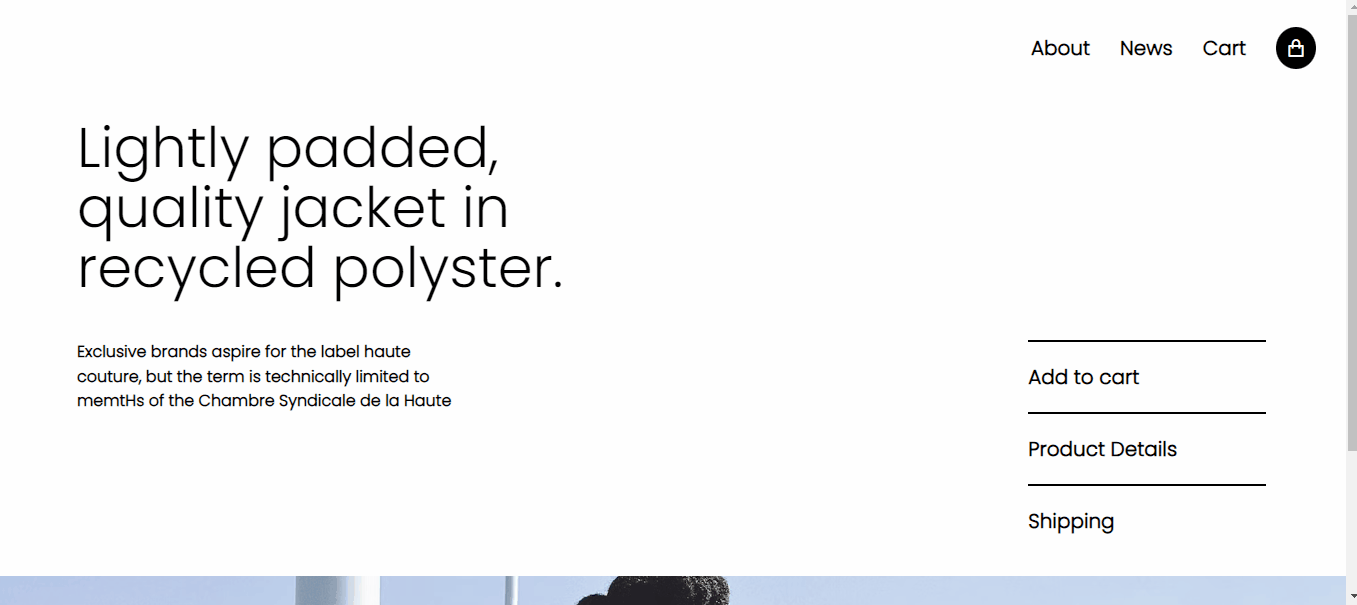 About News Cart
Lightly padded,
quality jacket in
recycled polyster.
Exclusive brands aspire for the label haute
couture, but the term is technically limited to
memtHs of the Chambre Syndicale de la Haute
Add to cart
Product Details
Shipping